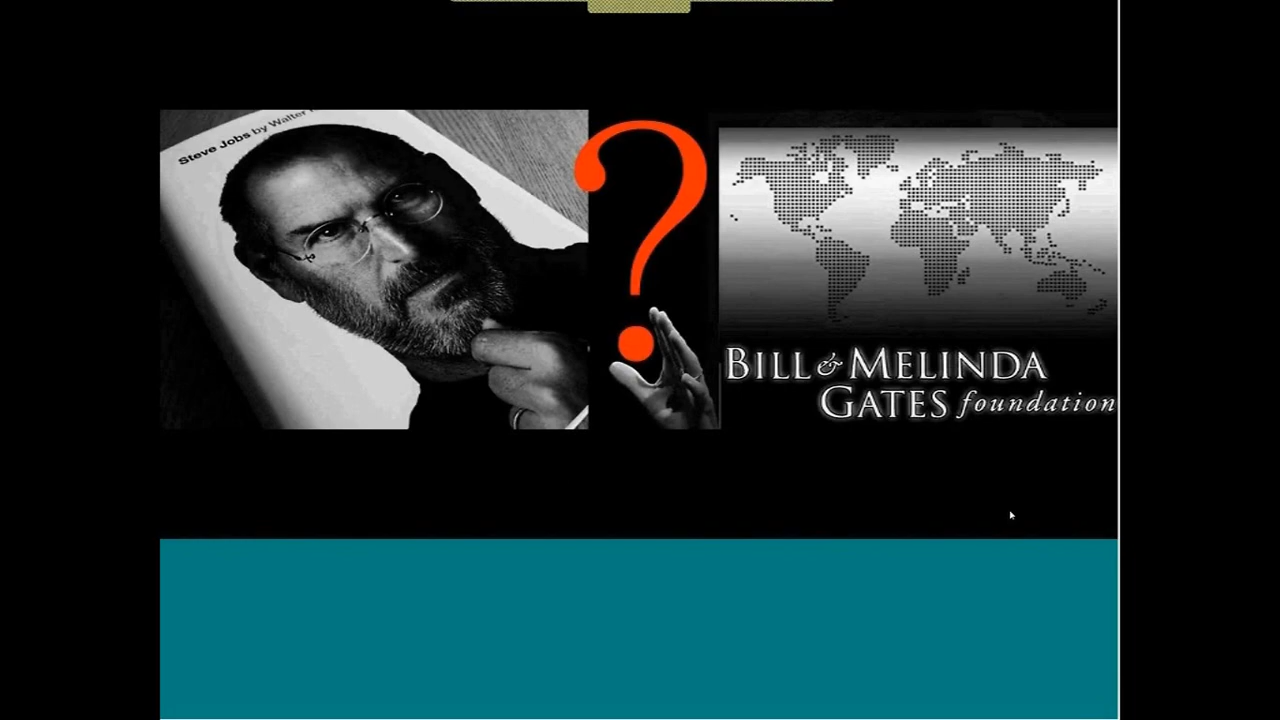 Steve Jobs by Walter
?
BILL & MELINDA
GATES foundation